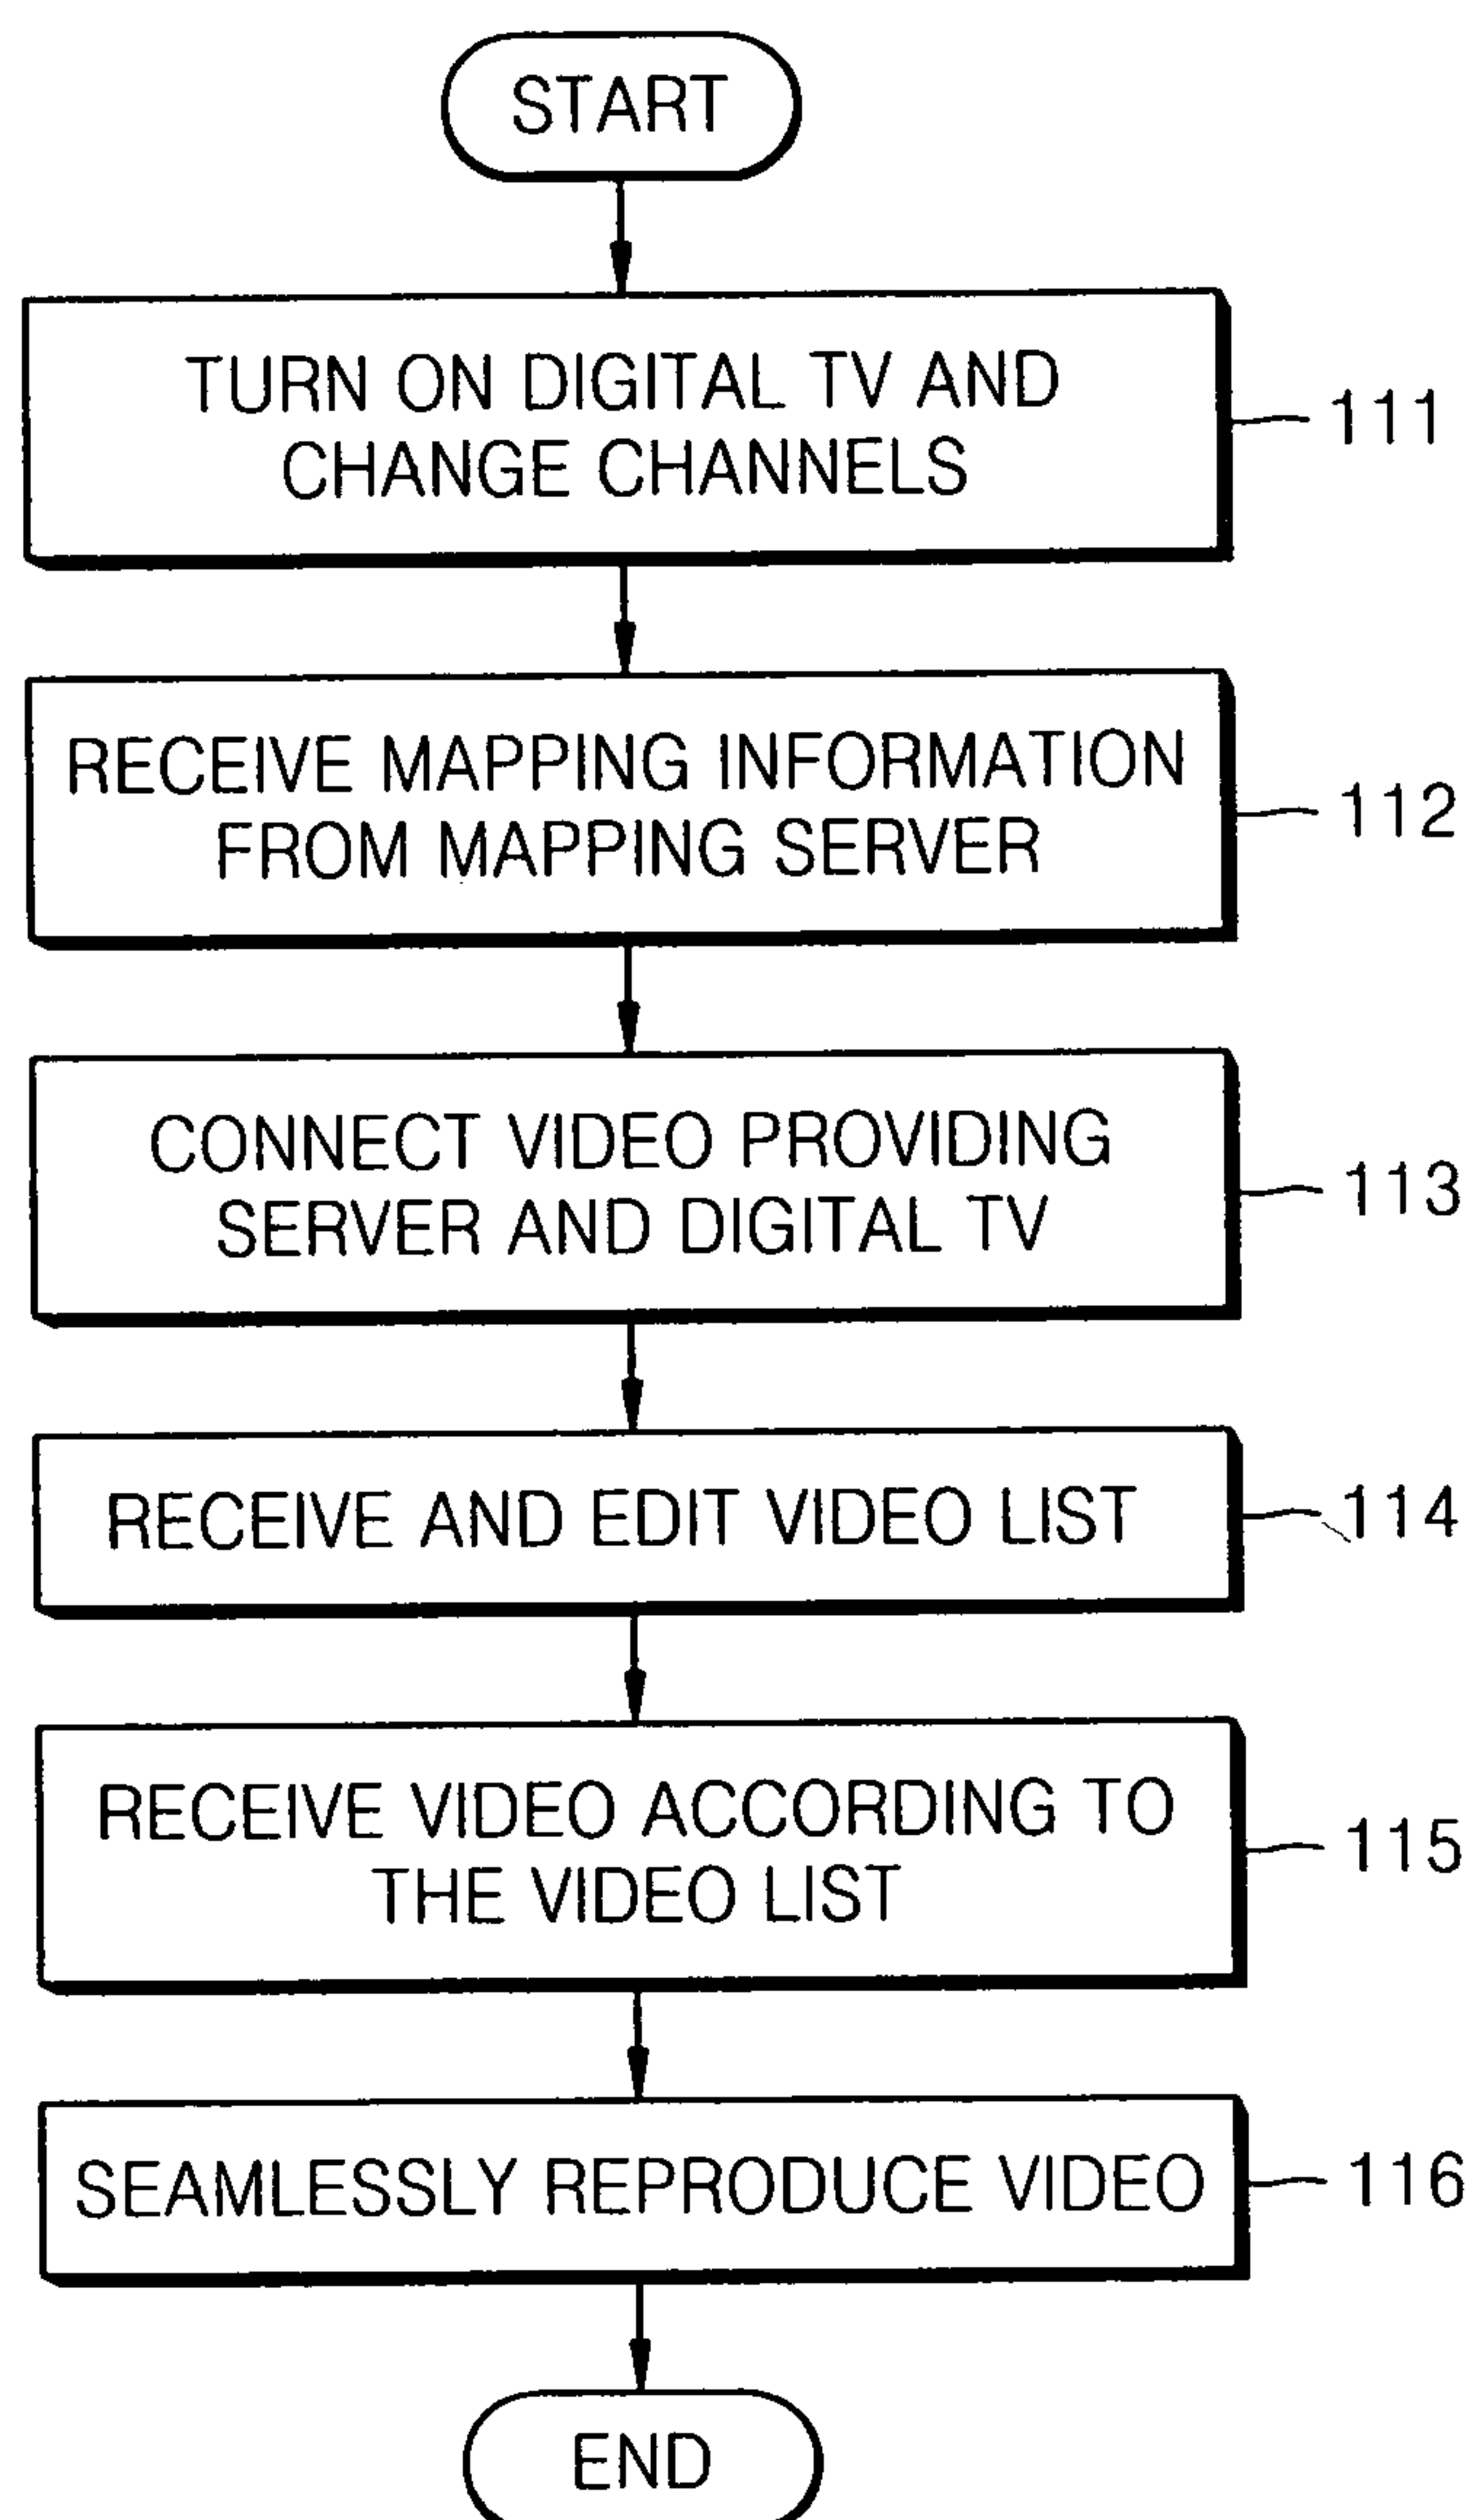 START
TURN ON DIGITAL TV AND
CHANGE CHANNELS
111
RECEIVE MAPPING INFORMATION
FROM MAPPING SERVER
112
CONNECT VIDEO PROVIDING
SERVER AND DIGITAL TV
113
RECEIVE AND EDIT VIDEO LIST
114
RECEIVE VIDEO ACCORDING TO
THE VIDEO LIST
115
SEAMLESSLY REPRODUCE VIDEO
116
END